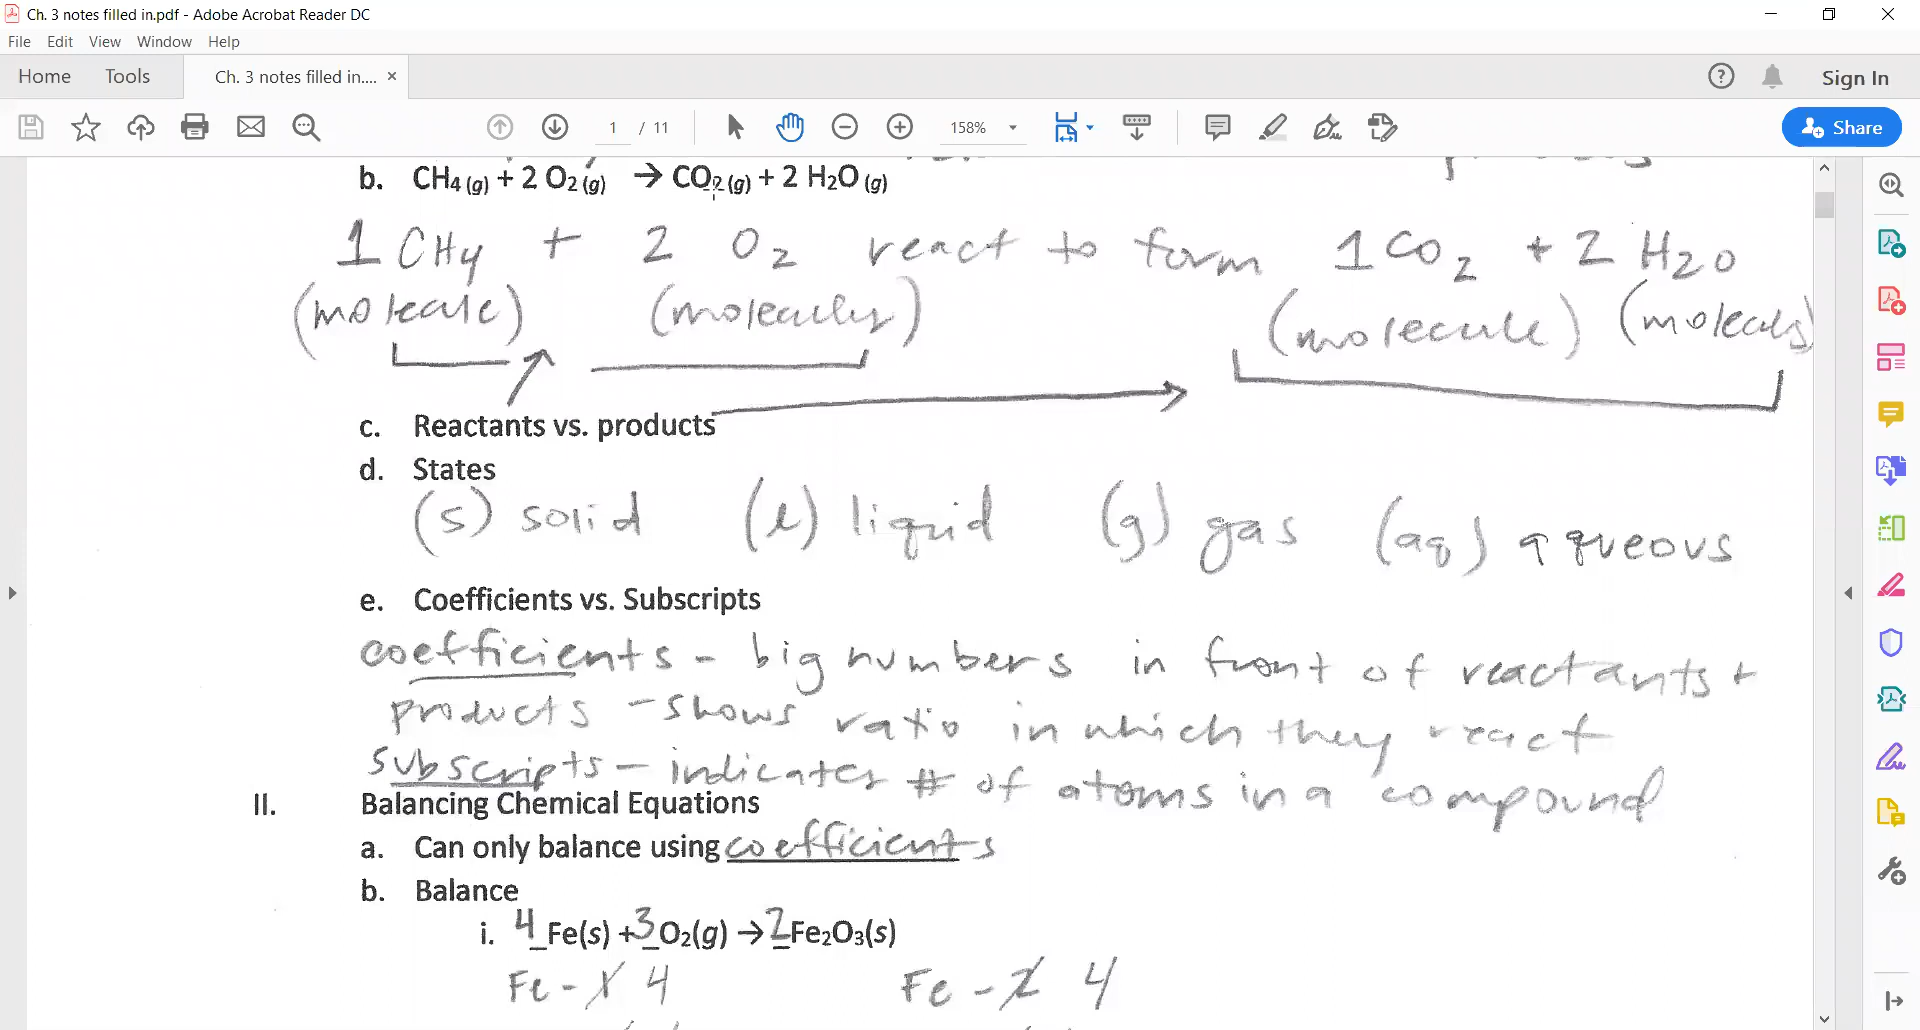 Ch. 3 notes filled in.pdf - Adobe Acrobat Reader DC
File Edit View Window Help
Home Tools Ch. 3 notes filled in.... × Sign In
1 / 11 158% Share
b. CH4 (g) + 2 O2 (g) → CO2 (g) + 2 H2O (g)
1 CH4 + 2 O2 react to form 1 CO2 + 2 H2O
(molecule) (molecules) (molecule) (molecules)
c. Reactants vs. products
d. States
(s) solid (l) liquid (g) gas (aq) aqueous
e. Coefficients vs. Subscripts
coefficients - big numbers in front of reactants +
products - shows ratio in which they react
subscripts - indicates # of atoms in a compound
II. Balancing Chemical Equations
a. Can only balance using coefficients
b. Balance
i. 4 Fe(s) + 3 O2(g) → 2 Fe2O3(s)
Fe - 1 4 Fe - 2 4